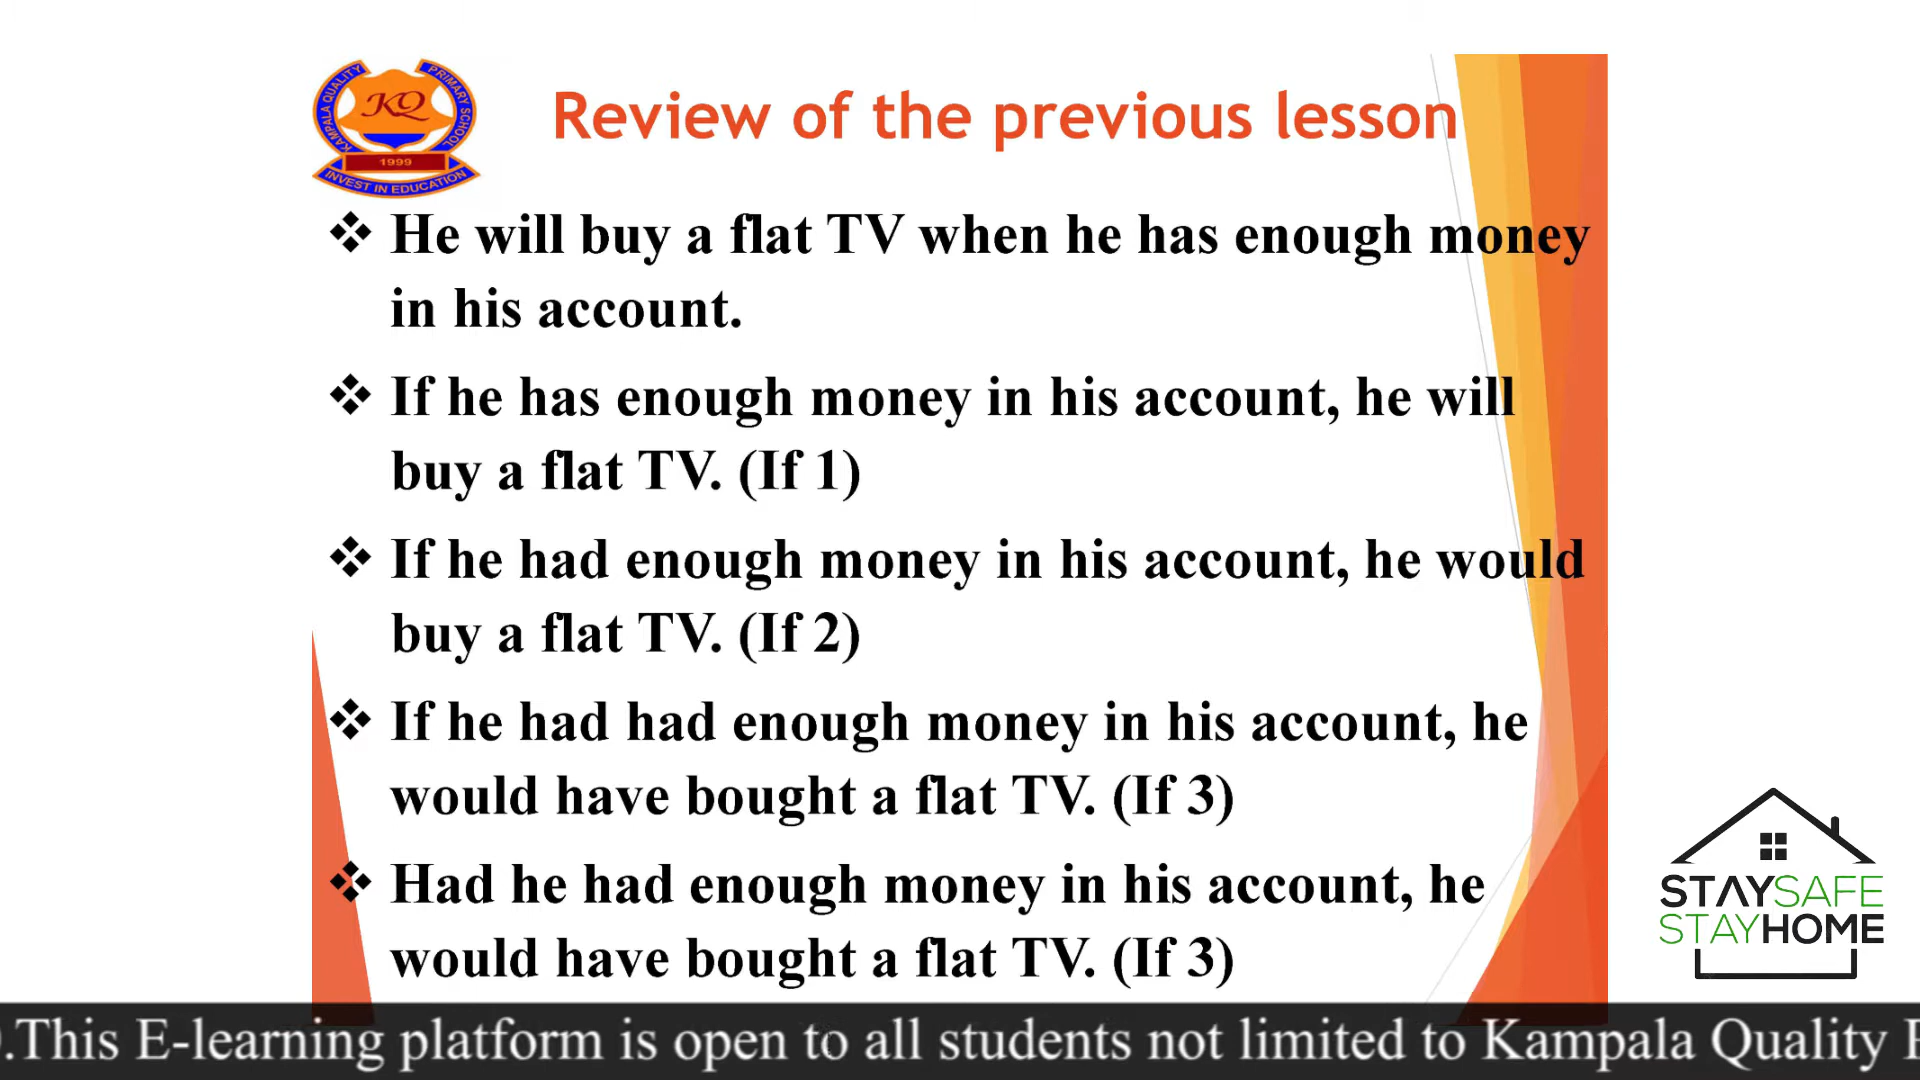 KAMPALA QUALITY PRIMARY SCHOOL
KQ
1999
INVEST IN EDUCATION
Review of the previous lesson
❖ He will buy a flat TV when he has enough money
in his account.
❖ If he has enough money in his account, he will
buy a flat TV. (If 1)
❖ If he had enough money in his account, he would
buy a flat TV. (If 2)
❖ If he had had enough money in his account, he
would have bought a flat TV. (If 3)
❖ Had he had enough money in his account, he
would have bought a flat TV. (If 3)
STAYSAFE
STAYHOME
.This E-learning platform is open to all students not limited to Kampala Quality